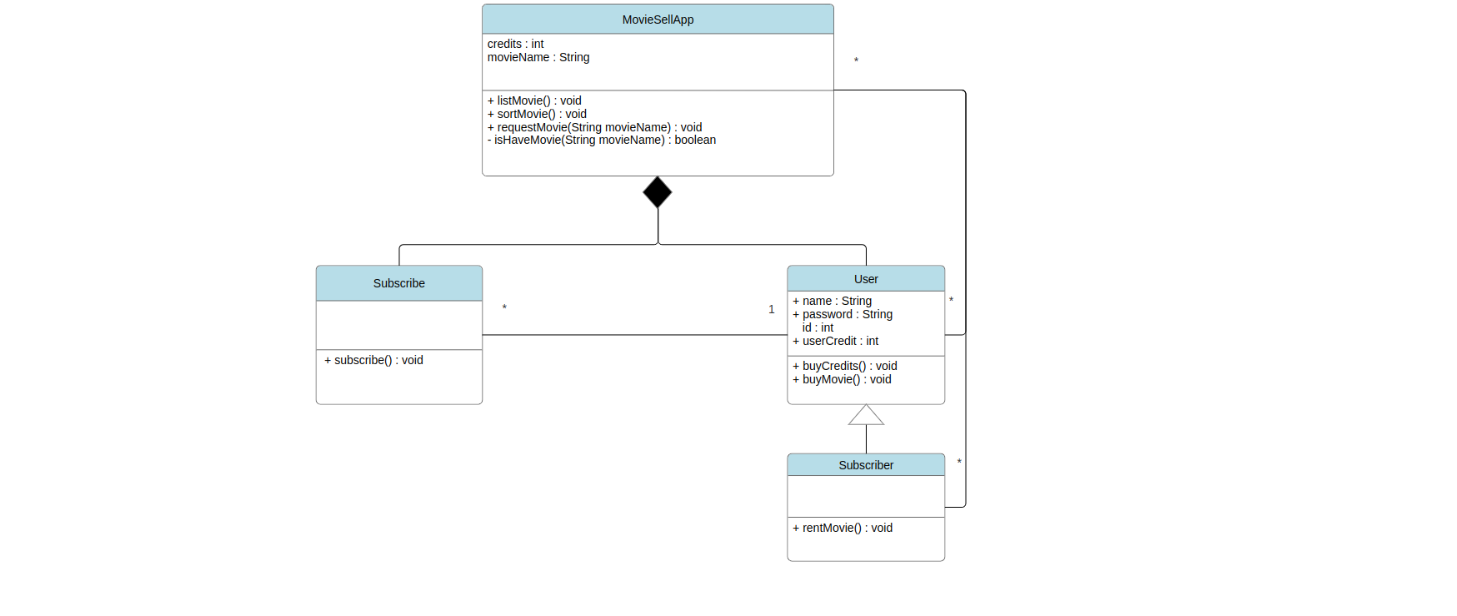 MovieSellApp
credits : int
movieName : String
*
+ listMovie() : void
+ sortMovie() : void
+ requestMovie(String movieName) : void
- isHaveMovie(String movieName) : boolean
Subscribe
+ subscribe() : void
*
1
User
+ name : String
+ password : String
id : int
+ userCredit : int
*
+ buyCredits() : void
+ buyMovie() : void
Subscriber
*
+ rentMovie() : void